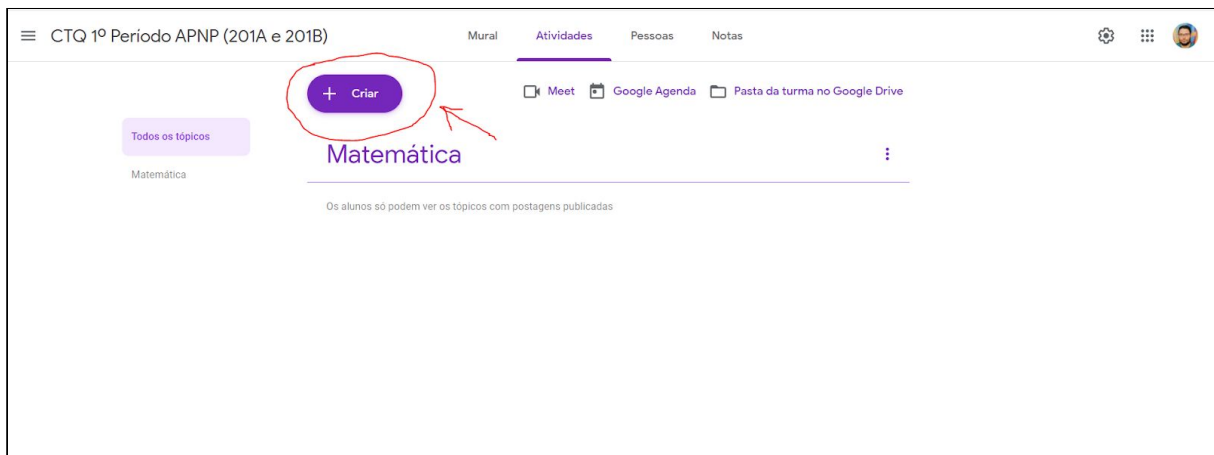 CTQ 1º Período APNP (201A e 201B)
Mural Atividades Pessoas Notas
+ Criar
Meet Google Agenda Pasta da turma no Google Drive
Todos os tópicos
Matemática
Matemática
Os alunos só podem ver os tópicos com postagens publicadas